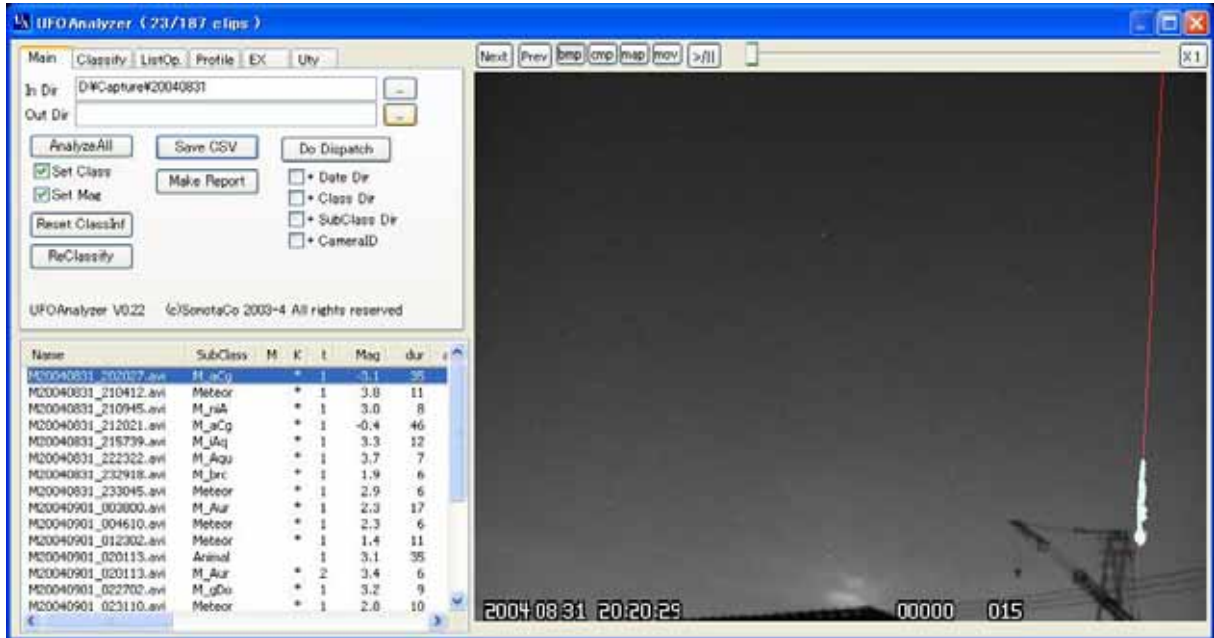 UFOAnalyzer (23/187 clips)
Main Classify ListOp. Profile EX Uty
In Dir D¥Capture¥20040831
Out Dir
AnalyzeAll Save CSV Do Dispatch
Set Class Make Report + Date Dir
Set Mag + Class Dir
Reset ClassInf + SubClass Dir
ReClassify + CameraID
UFOAnalyzer V0.22 (c)SonotaCo 2003-4 All rights reserved
Name SubClass M K t Mag dur
M20040831_202027.avi M_aCg * 1 -3.1 35
M20040831_210412.avi Meteor * 1 3.8 11
M20040831_210945.avi M_niA * 1 3.0 8
M20040831_212021.avi M_aCg * 1 -0.4 46
M20040831_215739.avi M_iAq * 1 3.3 12
M20040831_222322.avi M_Aqu * 1 3.7 7
M20040831_232918.avi M_brc * 1 1.9 6
M20040831_233045.avi Meteor * 1 2.9 6
M20040901_003800.avi M_Aur * 1 2.3 17
M20040901_004610.avi Meteor * 1 2.3 6
M20040901_012302.avi Meteor * 1 1.4 11
M20040901_020113.avi Animal 1 3.1 35
M20040901_020113.avi M_Aur * 2 3.4 6
M20040901_022702.avi M_gDo * 1 3.2 9
M20040901_023110.avi Meteor * 1 2.8 10
Next Prev bmp cmp map mov >/|| X1
2004 08 31 20:20:29 00000 015